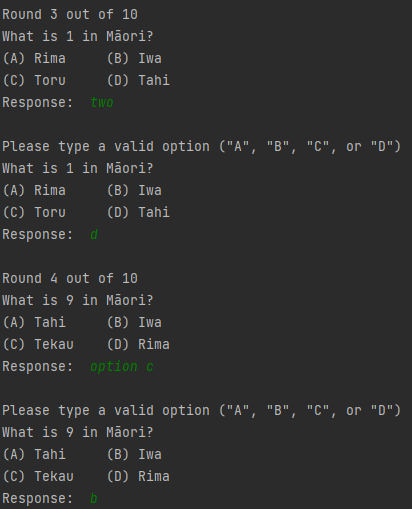 Round 3 out of 10
What is 1 in Māori?
(A) Rima (B) Iwa
(C) Toru (D) Tahi
Response: two
Please type a valid option ("A", "B", "C", or "D")
What is 1 in Māori?
(A) Rima (B) Iwa
(C) Toru (D) Tahi
Response: d
Round 4 out of 10
What is 9 in Māori?
(A) Tahi (B) Iwa
(C) Tekau (D) Rima
Response: option c
Please type a valid option ("A", "B", "C", or "D")
What is 9 in Māori?
(A) Tahi (B) Iwa
(C) Tekau (D) Rima
Response: b